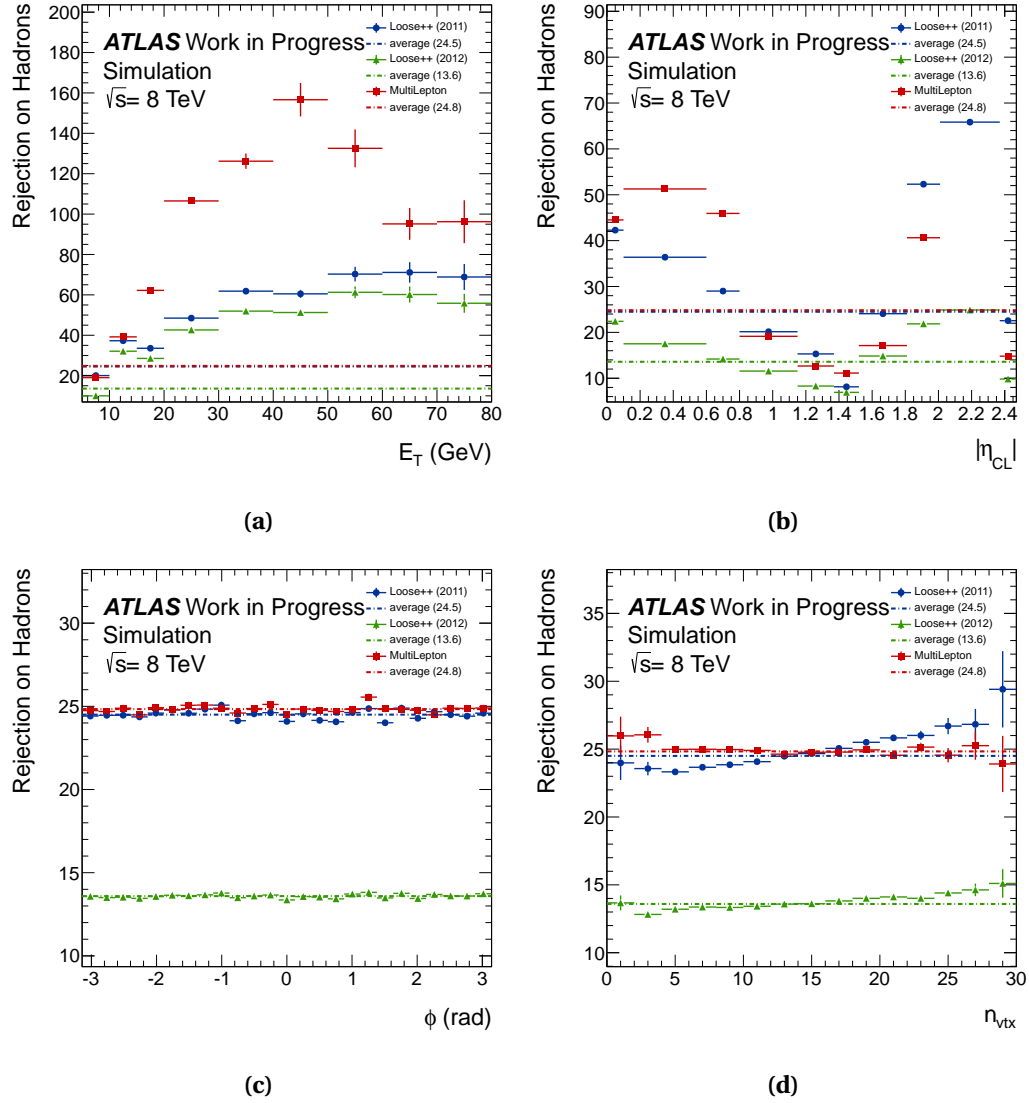 Rejection on Hadrons
200
180
160
140
120
100
80
60
40
20
ATLAS Work in Progress
Simulation
√s= 8 TeV
Loose++ (2011)
average (24.5)
Loose++ (2012)
average (13.6)
MultiLepton
average (24.8)
10 20 30 40 50 60 70 80
E_T (GeV)
(a)
Rejection on Hadrons
90
80
70
60
50
40
30
20
10
ATLAS Work in Progress
Simulation
√s= 8 TeV
Loose++ (2011)
average (24.5)
Loose++ (2012)
average (13.6)
MultiLepton
average (24.8)
0 0.2 0.4 0.6 0.8 1 1.2 1.4 1.6 1.8 2 2.2 2.4
|η_CL|
(b)
Rejection on Hadrons
30
25
20
15
10
ATLAS Work in Progress
Simulation
√s= 8 TeV
Loose++ (2011)
average (24.5)
Loose++ (2012)
average (13.6)
MultiLepton
average (24.8)
-3 -2 -1 0 1 2 3
ϕ (rad)
(c)
Rejection on Hadrons
35
30
25
20
15
10
ATLAS Work in Progress
Simulation
√s= 8 TeV
Loose++ (2011)
average (24.5)
Loose++ (2012)
average (13.6)
MultiLepton
average (24.8)
0 5 10 15 20 25 30
n_vtx
(d)